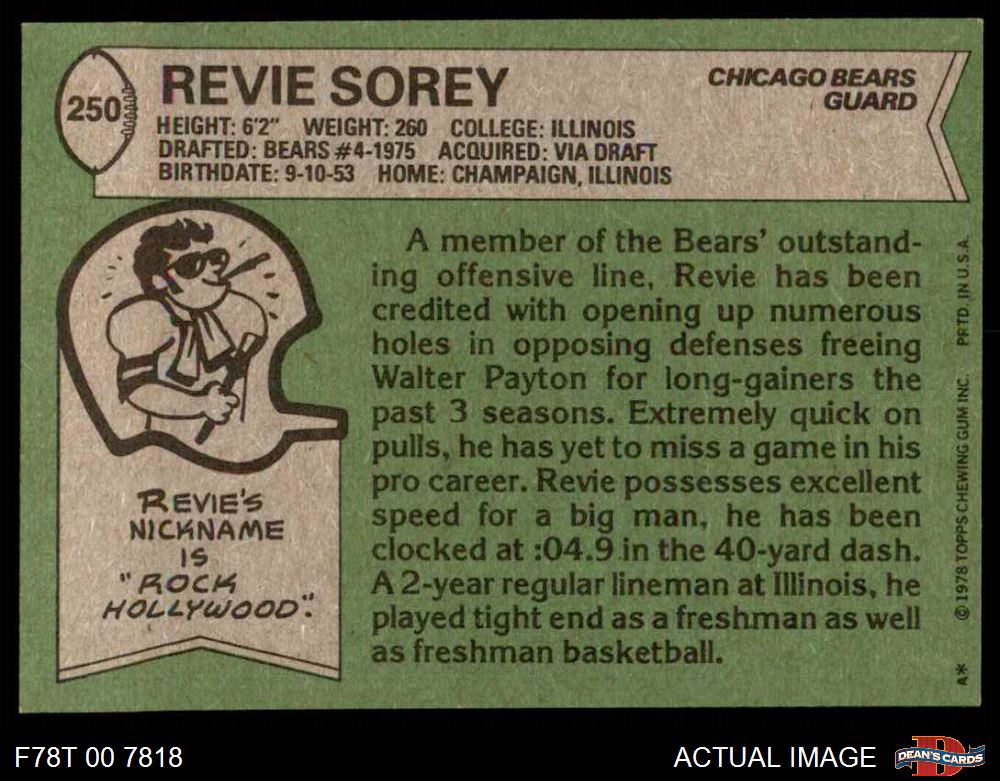 250
REVIE SOREY
CHICAGO BEARS
GUARD
HEIGHT: 6'2" WEIGHT: 260 COLLEGE: ILLINOIS
DRAFTED: BEARS #4-1975 ACQUIRED: VIA DRAFT
BIRTHDATE: 9-10-53 HOME: CHAMPAIGN, ILLINOIS
A member of the Bears' outstand-
ing offensive line, Revie has been
credited with opening up numerous
holes in opposing defenses freeing
Walter Payton for long-gainers the
past 3 seasons. Extremely quick on
pulls, he has yet to miss a game in his
pro career. Revie possesses excellent
speed for a big man, he has been
clocked at :04.9 in the 40-yard dash.
A 2-year regular lineman at Illinois, he
played tight end as a freshman as well
as freshman basketball.
REVIE'S
NICKNAME
IS
"ROCK
HOLLYWOOD".
A* © 1978 TOPPS CHEWING GUM INC. PRTD. IN U.S.A.
F78T 00 7818
ACTUAL IMAGE
D
DEAN'S CARDS